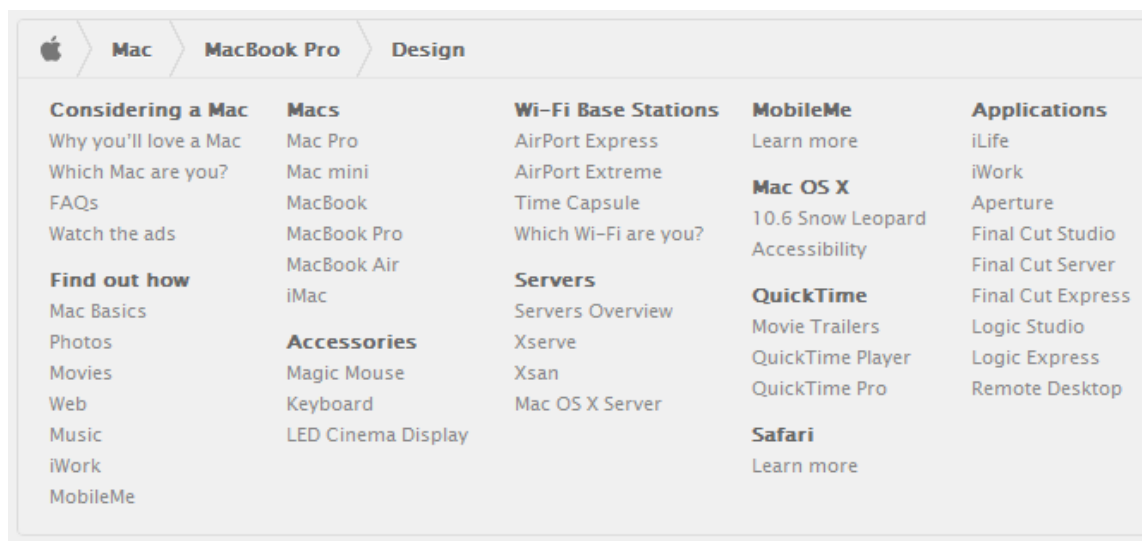 Mac
MacBook Pro
Design
Considering a Mac
Why you'll love a Mac
Which Mac are you?
FAQs
Watch the ads
Find out how
Mac Basics
Photos
Movies
Web
Music
iWork
MobileMe
Macs
Mac Pro
Mac mini
MacBook
MacBook Pro
MacBook Air
iMac
Accessories
Magic Mouse
Keyboard
LED Cinema Display
Wi-Fi Base Stations
AirPort Express
AirPort Extreme
Time Capsule
Which Wi-Fi are you?
Servers
Servers Overview
Xserve
Xsan
Mac OS X Server
MobileMe
Learn more
Mac OS X
10.6 Snow Leopard
Accessibility
QuickTime
Movie Trailers
QuickTime Player
QuickTime Pro
Safari
Learn more
Applications
iLife
iWork
Aperture
Final Cut Studio
Final Cut Server
Final Cut Express
Logic Studio
Logic Express
Remote Desktop